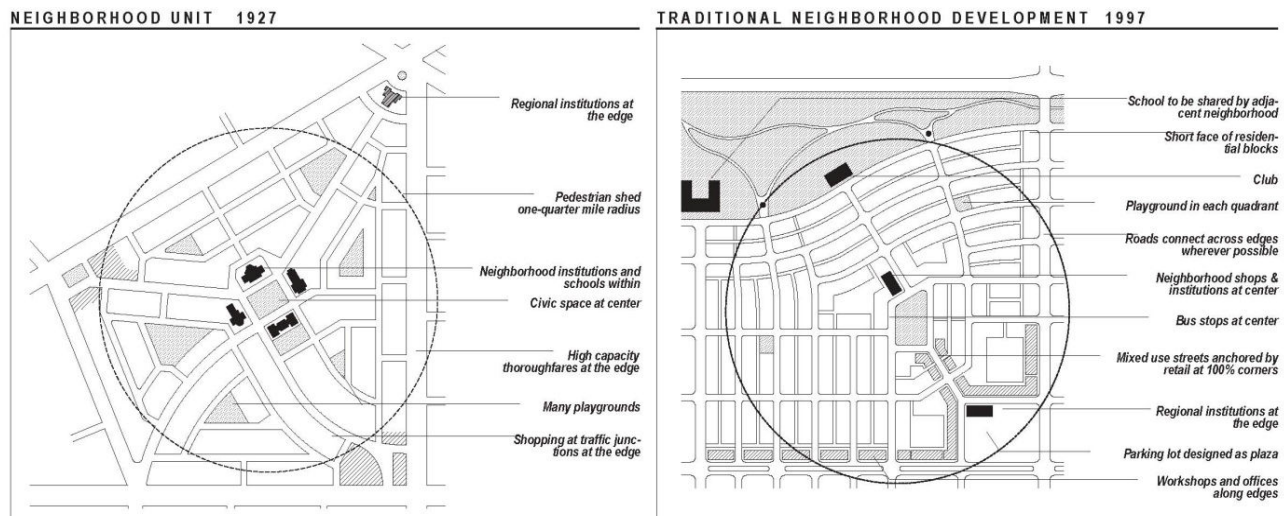 NEIGHBORHOOD UNIT 1927
Regional institutions at
the edge
Pedestrian shed
one-quarter mile radius
Neighborhood institutions and
schools within
Civic space at center
High capacity
thoroughfares at the edge
Many playgrounds
Shopping at traffic junc-
tions at the edge
TRADITIONAL NEIGHBORHOOD DEVELOPMENT 1997
School to be shared by adja-
cent neighborhood
Short face of residen-
tial blocks
Club
Playground in each quadrant
Roads connect across edges
wherever possible
Neighborhood shops &
institutions at center
Bus stops at center
Mixed use streets anchored by
retail at 100% corners
Regional institutions at
the edge
Parking lot designed as plaza
Workshops and offices
along edges